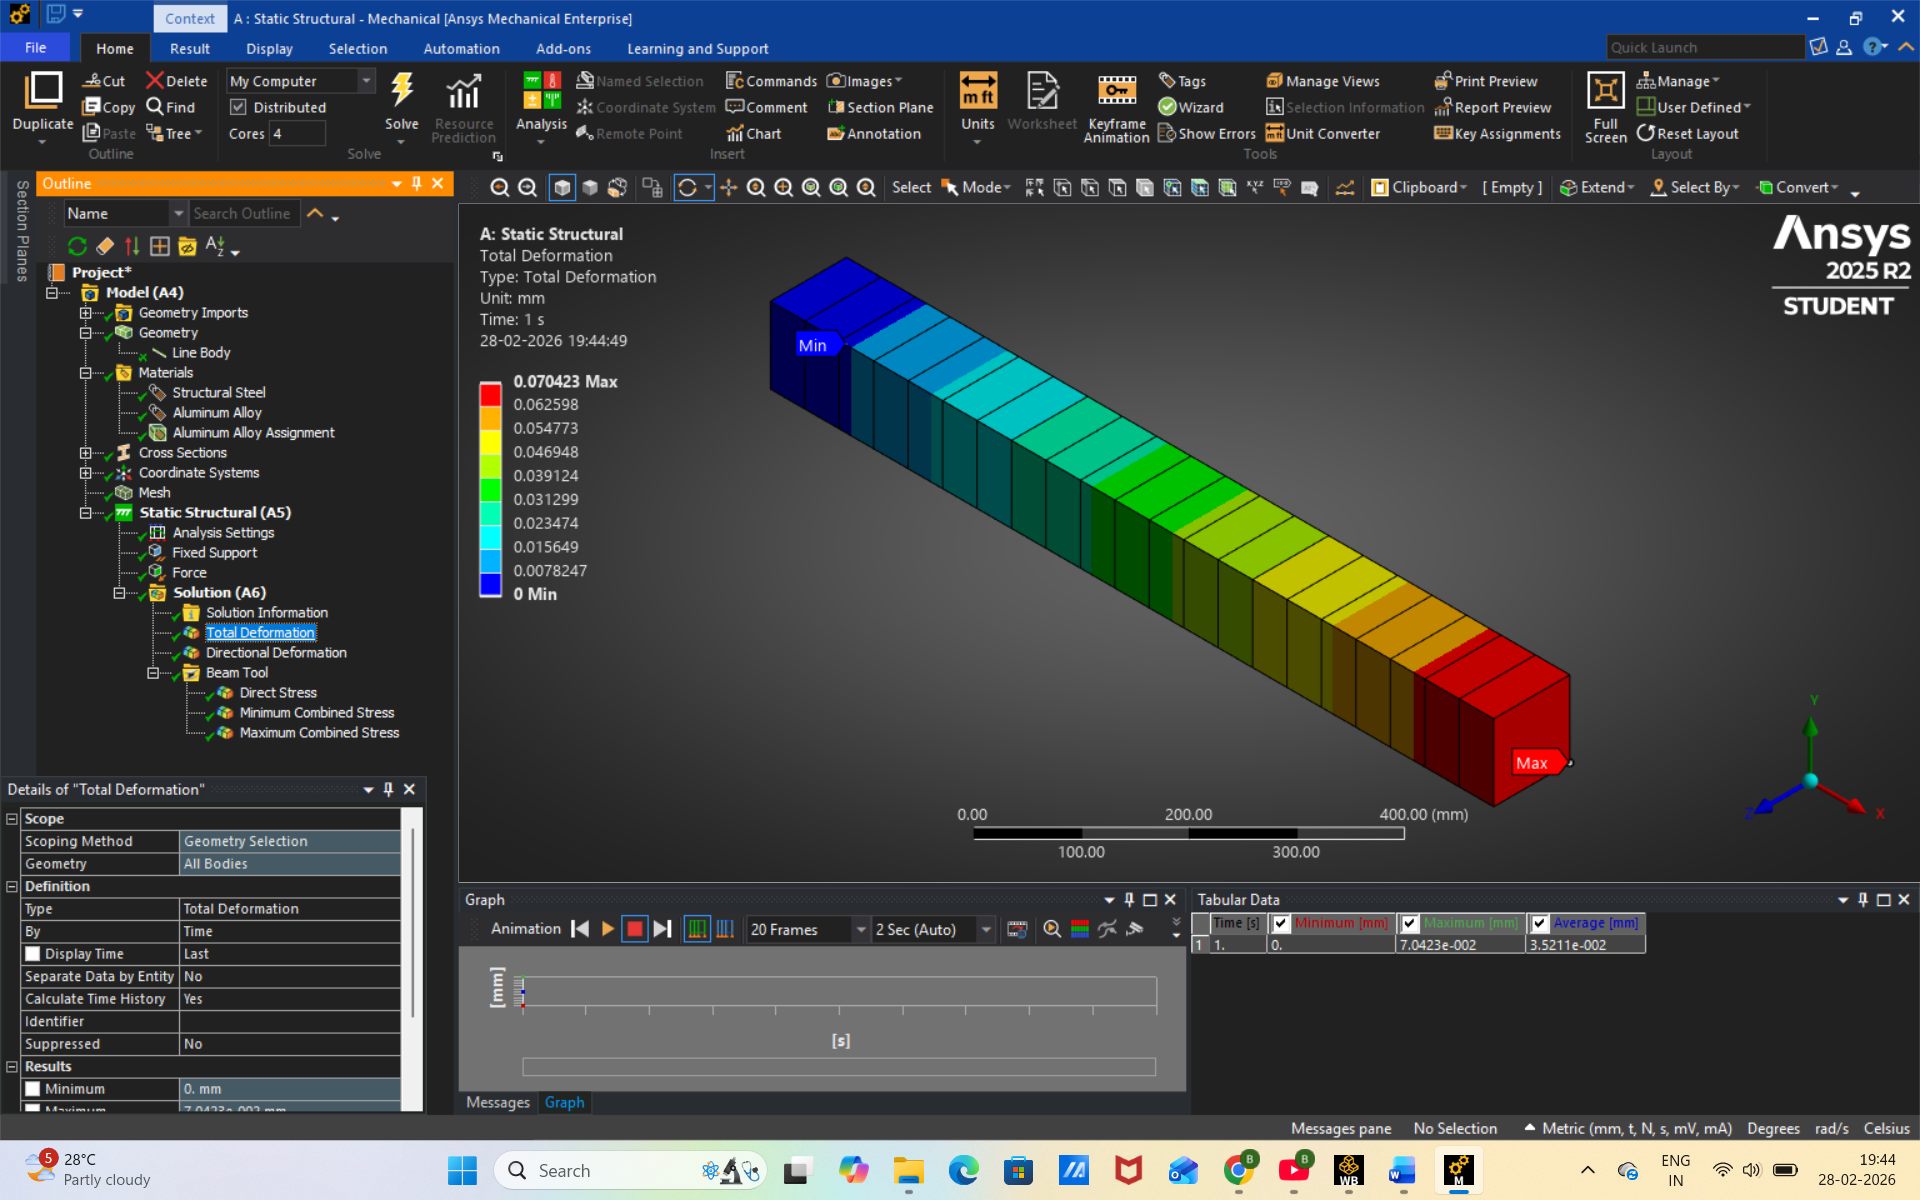 Context
A : Static Structural - Mechanical [Ansys Mechanical Enterprise]
File
Home
Result
Display
Selection
Automation
Add-ons
Learning and Support
Quick Launch
Duplicate
Cut
Copy
Paste
Delete
Find
Tree
Outline
My Computer
Distributed
Cores 4
Solve
Resource Prediction
Solve
Analysis
Named Selection
Coordinate System
Remote Point
Commands
Comment
Chart
Images
Section Plane
Annotation
Insert
Units
Worksheet
Keyframe Animation
Tags
Wizard
Show Errors
Manage Views
Selection Information
Unit Converter
Print Preview
Report Preview
Key Assignments
Tools
Full Screen
Manage
User Defined
Reset Layout
Layout
Section Planes
Outline
Name
Search Outline
Select
Mode
Clipboard
[ Empty ]
Extend
Select By
Convert
Project*
Model (A4)
Geometry Imports
Geometry
Line Body
Materials
Structural Steel
Aluminum Alloy
Aluminum Alloy Assignment
Cross Sections
Coordinate Systems
Mesh
Static Structural (A5)
Analysis Settings
Fixed Support
Force
Solution (A6)
Solution Information
Total Deformation
Directional Deformation
Beam Tool
Direct Stress
Minimum Combined Stress
Maximum Combined Stress
A: Static Structural
Total Deformation
Type: Total Deformation
Unit: mm
Time: 1 s
28-02-2026 19:44:49
0.070423 Max
0.062598
0.054773
0.046948
0.039124
0.031299
0.023474
0.015649
0.0078247
0 Min
Min
Max
Ansys
2025 R2
STUDENT
Y
Z
X
0.00 200.00 400.00 (mm)
100.00 300.00
Details of "Total Deformation"
Scope
Scoping Method Geometry Selection
Geometry All Bodies
Definition
Type Total Deformation
By Time
Display Time Last
Separate Data by Entity No
Calculate Time History Yes
Identifier
Suppressed No
Results
Minimum 0. mm
Maximum 7.0423e-002 mm
Graph
Animation
20 Frames
2 Sec (Auto)
[mm]
[s]
Messages Graph
Tabular Data
Time [s] Minimum [mm] Maximum [mm] Average [mm]
1 1. 0. 7.0423e-002 3.5211e-002
Messages pane
No Selection
Metric (mm, t, N, s, mV, mA)
Degrees
rad/s
Celsius
5
28°C
Partly cloudy
Search
B
B
WB
W
M
ENG
IN
19:44
28-02-2026